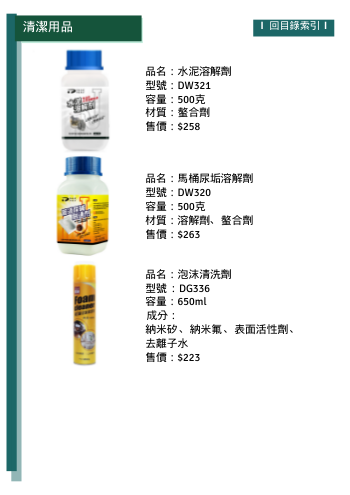 清潔用品
I 回目錄索引 I
品名：水泥溶解劑
型號：DW321
容量：500克
材質：螯合劑
售價：$258
品名：馬桶尿垢溶解劑
型號：DW320
容量：500克
材質：溶解劑、螯合劑
售價：$263
品名：泡沫清洗劑
型號：DG336
容量：650ml
成分：
納米矽、納米氟、表面活性劑、
去離子水
售價：$223
Foam